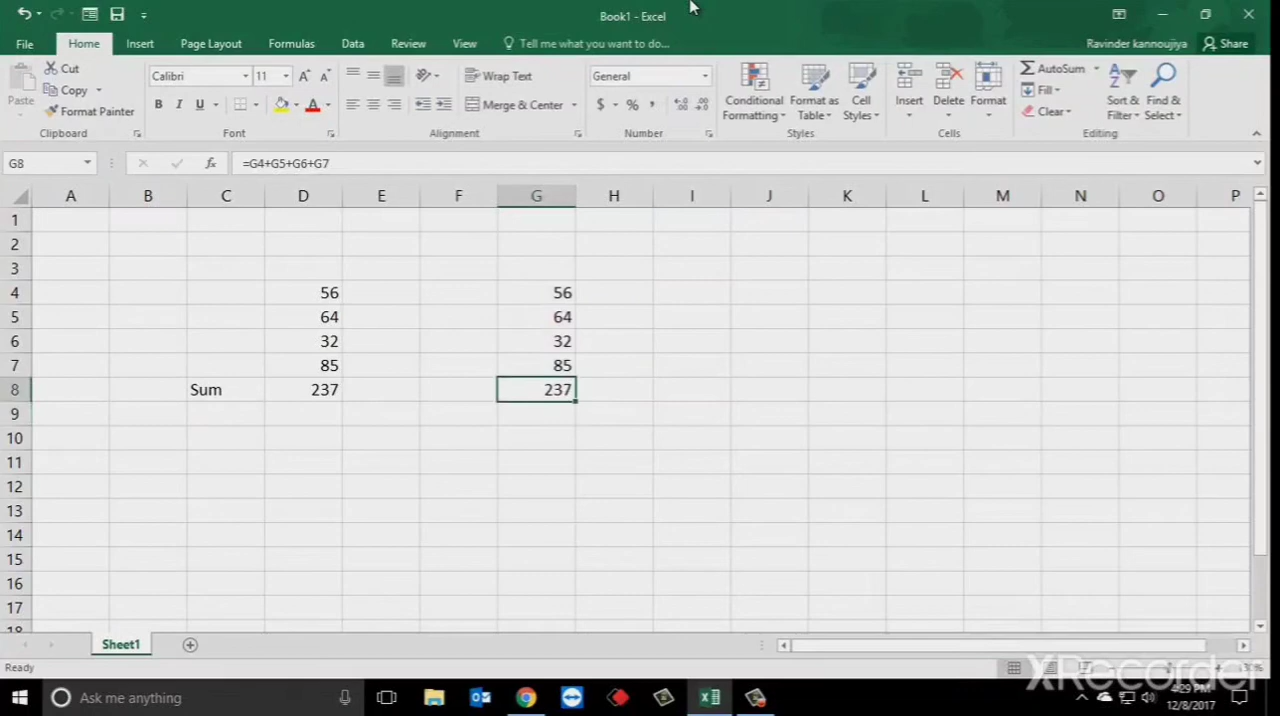 Book1 - Excel
File Home Insert Page Layout Formulas Data Review View Tell me what you want to do... Ravinder kannoujiya Share
Paste Cut Copy Format Painter
Calibri 11
B I U
Wrap Text
Merge & Center
General
$ % ,
Conditional Formatting Format as Table Cell Styles Insert Delete Format
AutoSum Fill Clear Sort & Filter Find & Select
Clipboard Font Alignment Number Styles Cells Editing
G8 fx =G4+G5+G6+G7
A B C D E F G H I J K L M N O P
1
2
3
4 56 56
5 64 64
6 32 32
7 85 85
8 Sum 237 237
9
10
11
12
13
14
15
16
17
18
Sheet1
Ready
XRecorder
Ask me anything 4:29 PM
12/8/2017